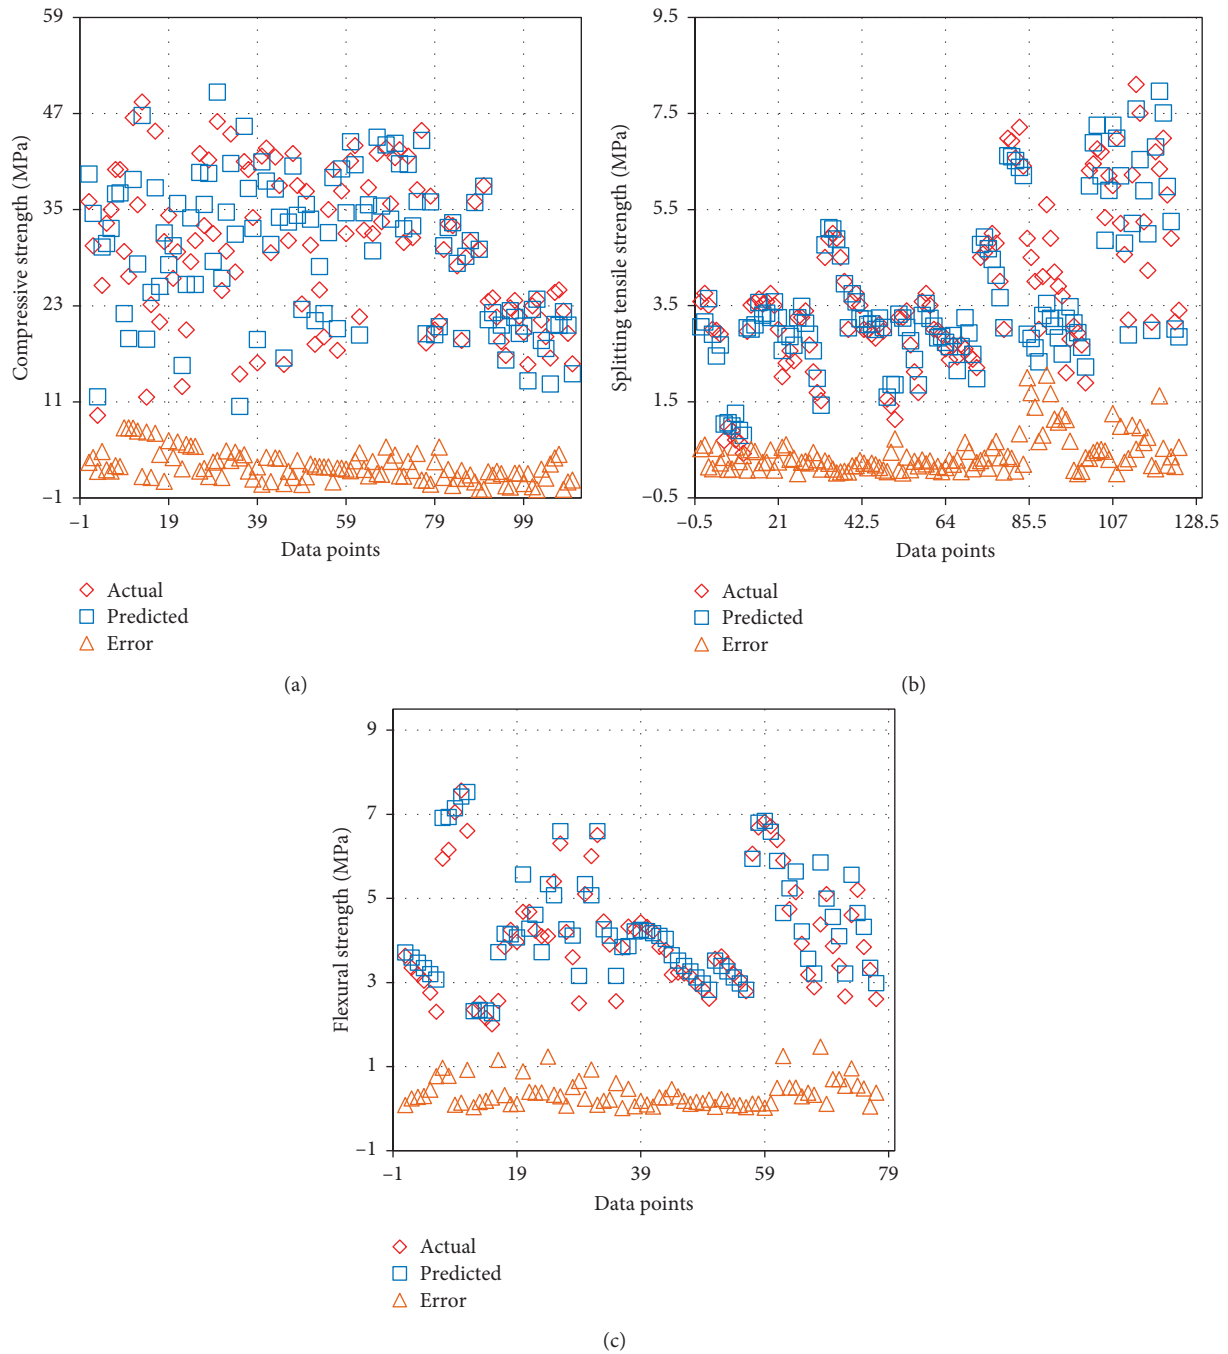 59
47
35
23
11
−1
Compressive strength (MPa)
−1 19 39 59 79 99
Data points
Actual
Predicted
Error
(a)
9.5
7.5
5.5
3.5
1.5
−0.5
Splitting tensile strength (MPa)
−0.5 21 42.5 64 85.5 107 128.5
Data points
Actual
Predicted
Error
(b)
9
7
5
3
1
−1
Flexural strength (MPa)
−1 19 39 59 79
Data points
Actual
Predicted
Error
(c)